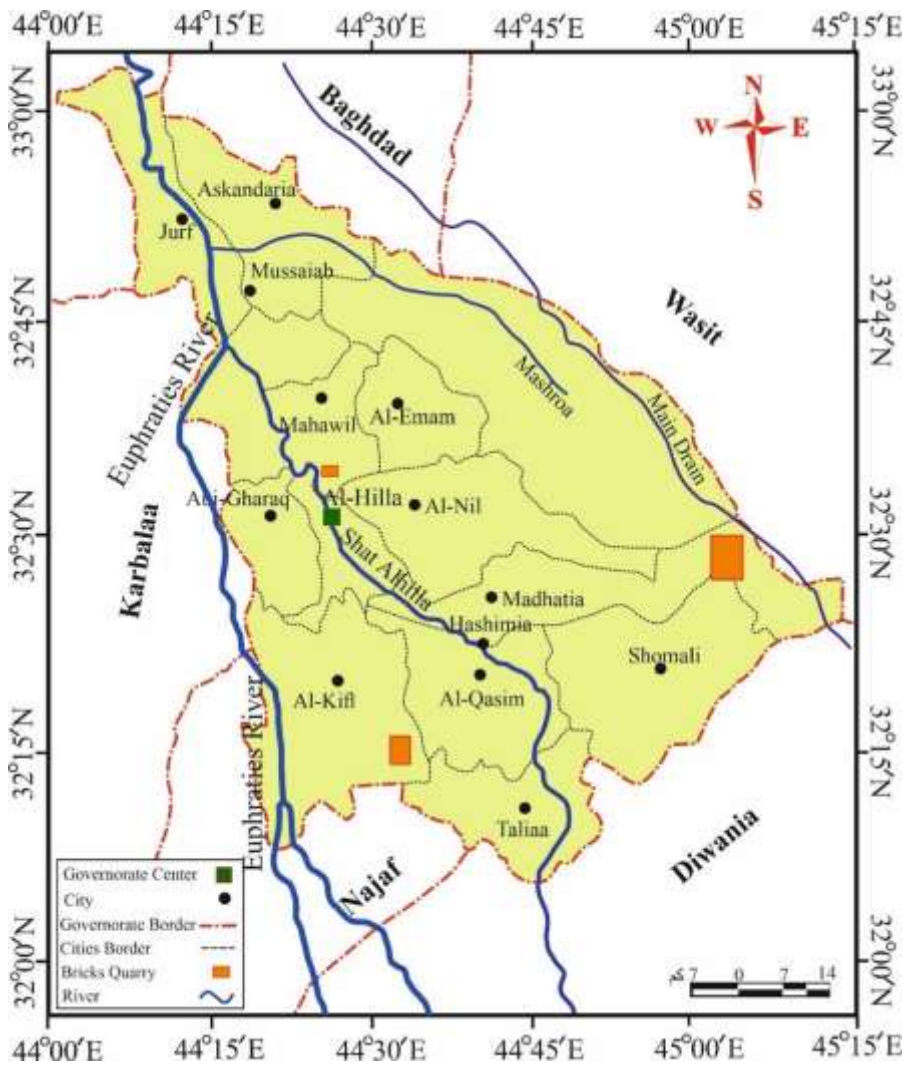 44°00′E 44°15′E 44°30′E 44°45′E 45°00′E 45°15′E
33°00′N
33°00′N
Baghdad
N
W E
S
Askandaria
Jurf
Mussaiab
32°45′N
32°45′N
Wasit
Mashroa
Main Drain
Euphraties River
Mahawil
Al-Emam
Abi-Gharaq
Al-Hilla
Al-Nil
32°30′N
32°30′N
Karbalaa
Shat Alhilla
Madhatia
Hashimia
Shomali
Al-Kifl
Al-Qasim
Euphraties River
32°15′N
32°15′N
Taliaa
Diwania
Najaf
Governorate Center
City
Governorate Border
Cities Border
Bricks Quarry
River
32°00′N
32°00′N
كم 7 0 7 14
44°00′E 44°15′E 44°30′E 44°45′E 45°00′E 45°15′E